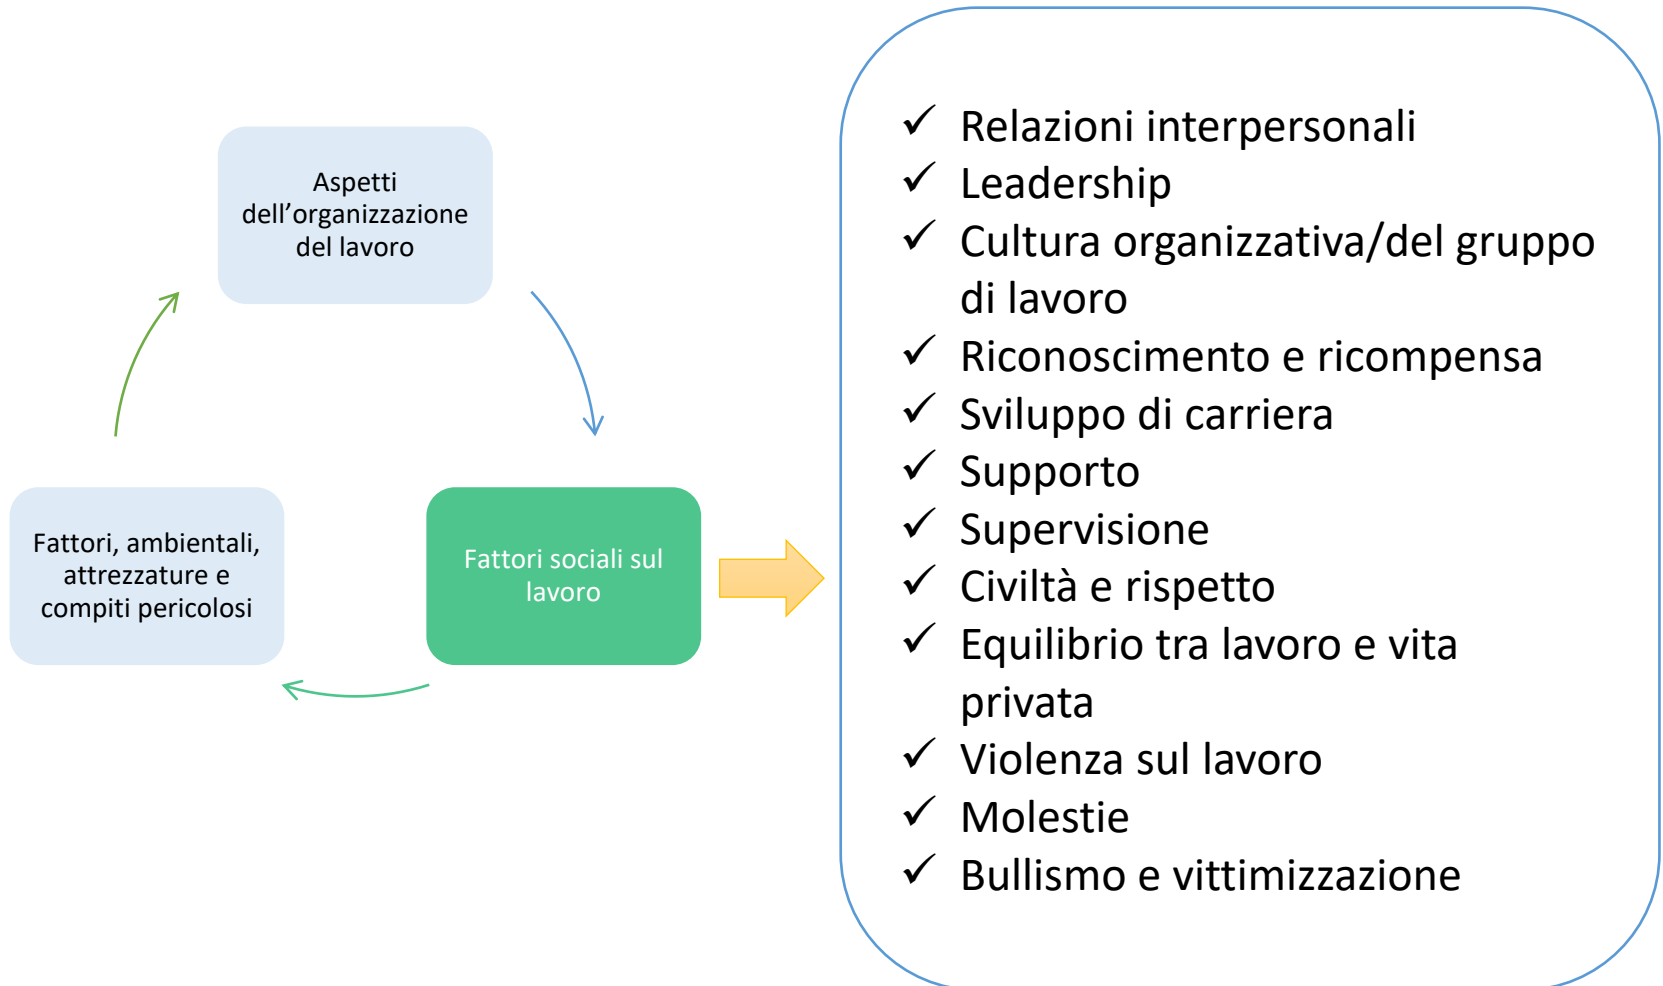 Aspetti
dell’organizzazione
del lavoro
Fattori, ambientali,
attrezzature e
compiti pericolosi
Fattori sociali sul
lavoro
✓ Relazioni interpersonali
✓ Leadership
✓ Cultura organizzativa/del gruppo
di lavoro
✓ Riconoscimento e ricompensa
✓ Sviluppo di carriera
✓ Supporto
✓ Supervisione
✓ Civiltà e rispetto
✓ Equilibrio tra lavoro e vita
privata
✓ Violenza sul lavoro
✓ Molestie
✓ Bullismo e vittimizzazione